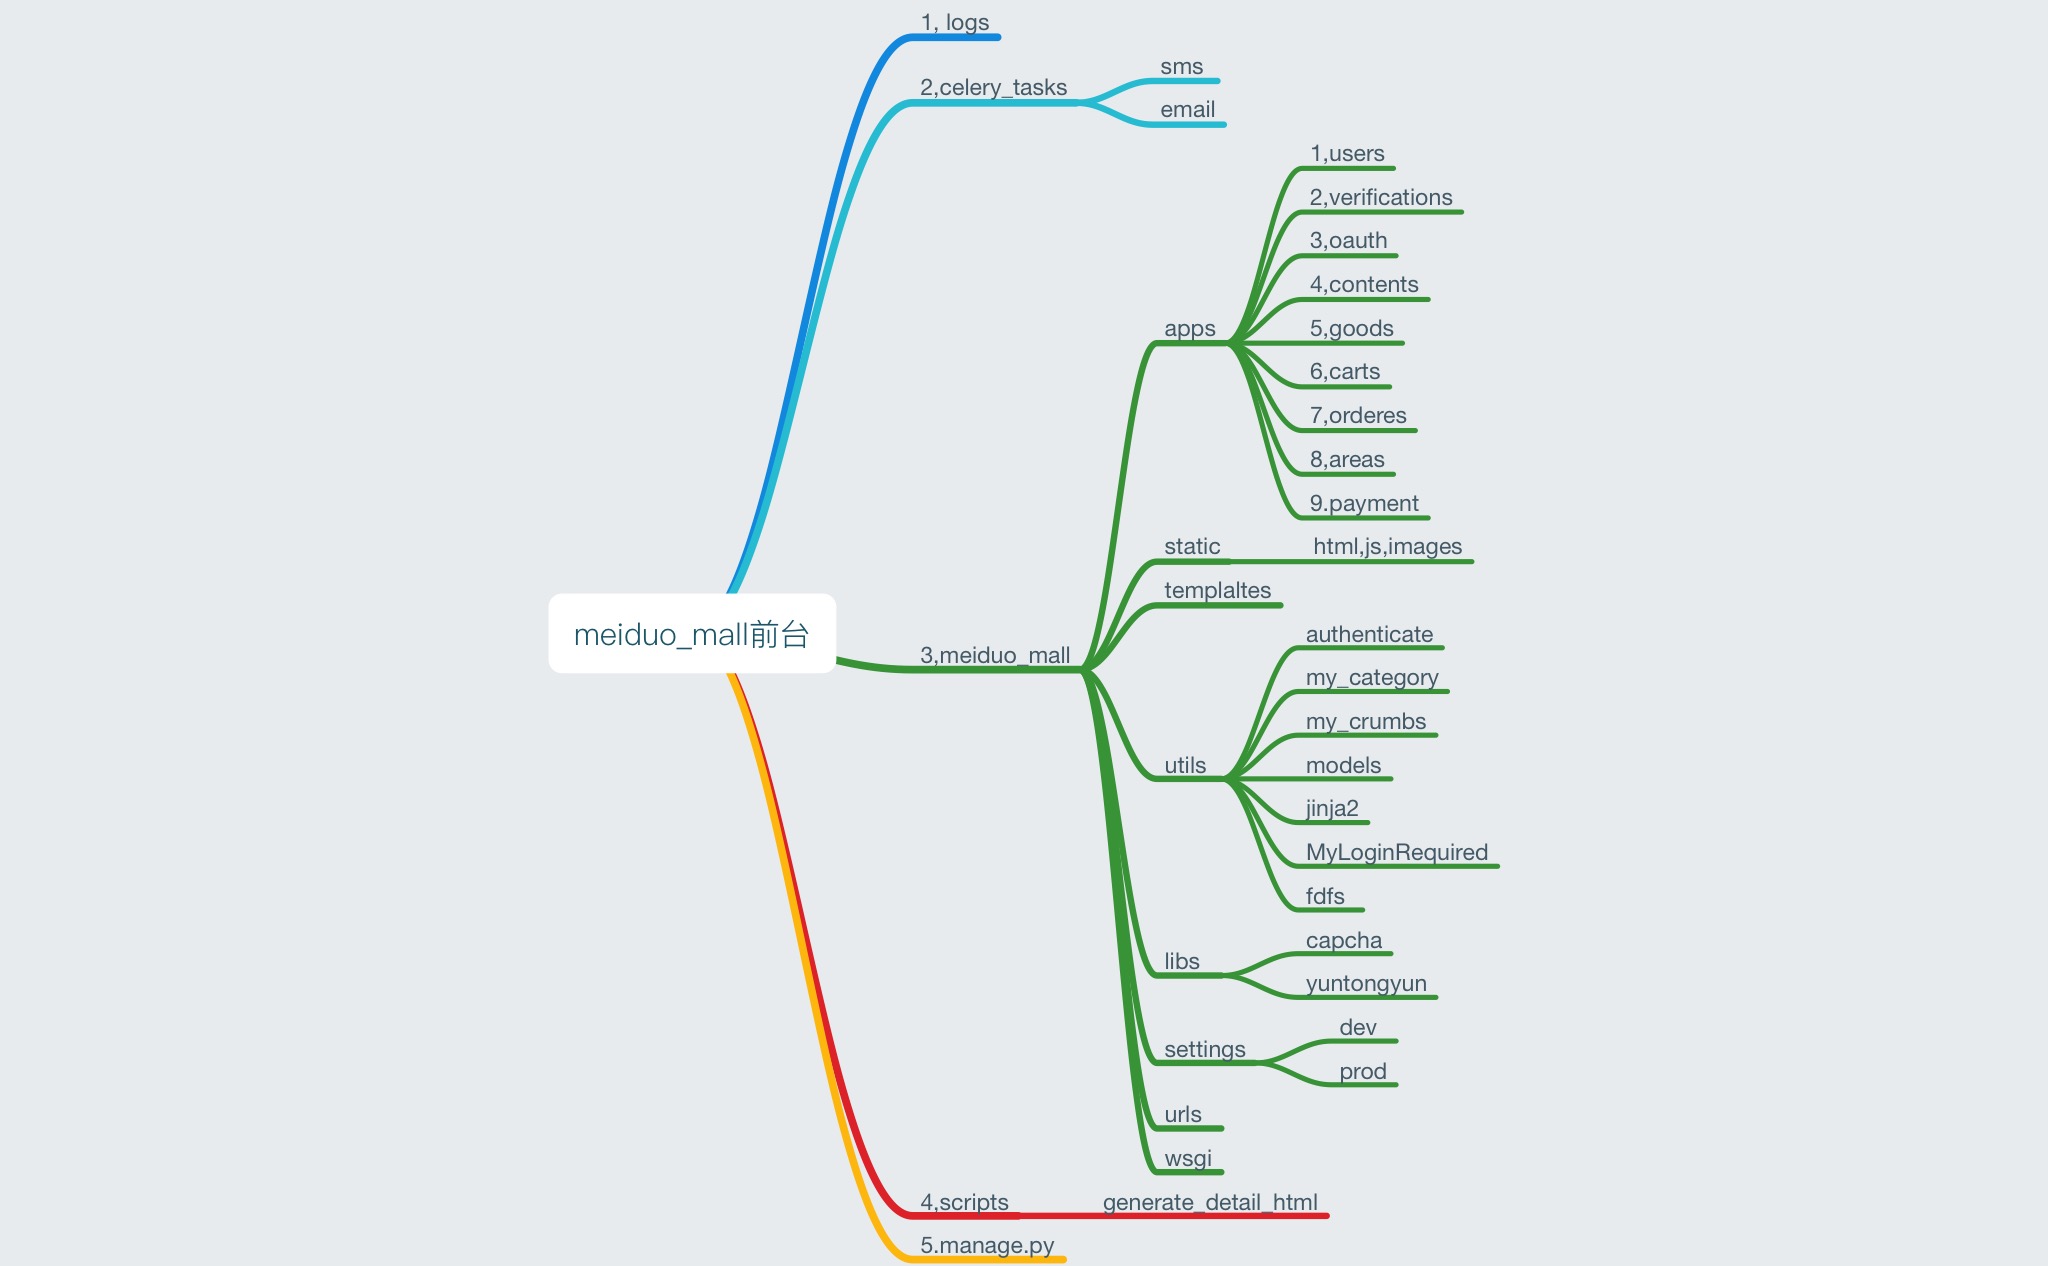 1, logs
2,celery_tasks
sms
email
1,users
2,verifications
3,oauth
4,contents
apps
5,goods
6,carts
7,orderes
8,areas
9.payment
static
html,js,images
templaltes
meiduo_mall前台
3,meiduo_mall
authenticate
my_category
my_crumbs
utils
models
jinja2
MyLoginRequired
fdfs
libs
capcha
yuntongyun
settings
dev
prod
urls
wsgi
4,scripts
generate_detail_html
5.manage.py